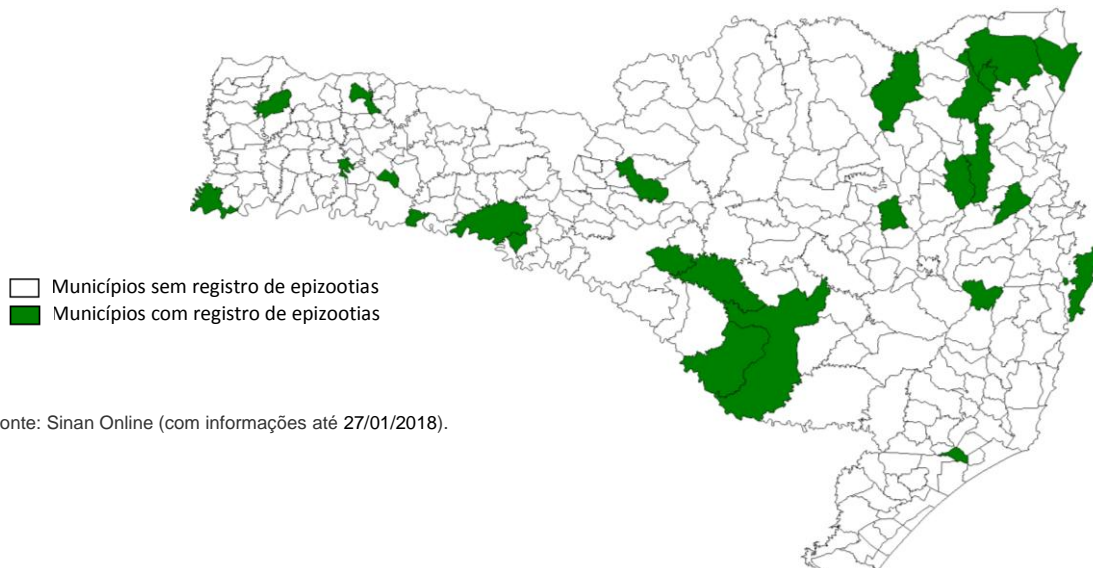 Municípios sem registro de epizootias
Municípios com registro de epizootias
onte: Sinan Online (com informações até 27/01/2018).